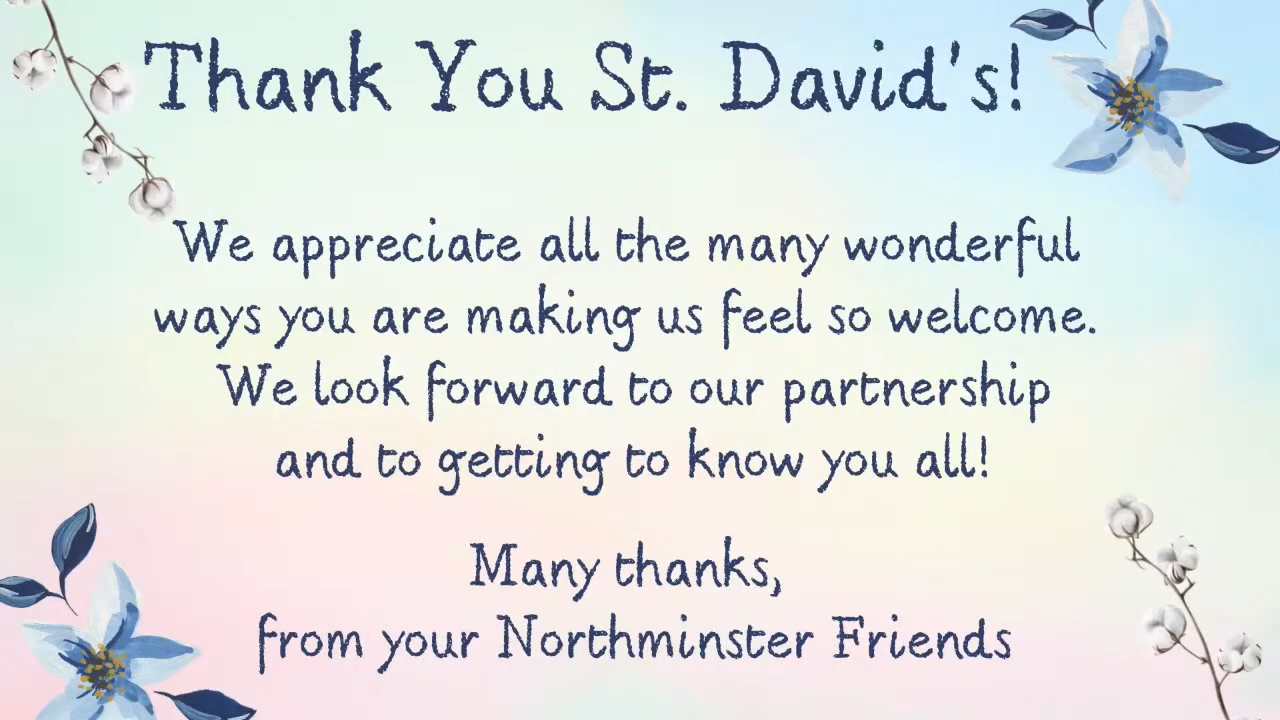 Thank You St. David's!
We appreciate all the many wonderful
ways you are making us feel so welcome.
We look forward to our partnership
and to getting to know you all!
Many thanks,
from your Northminster Friends